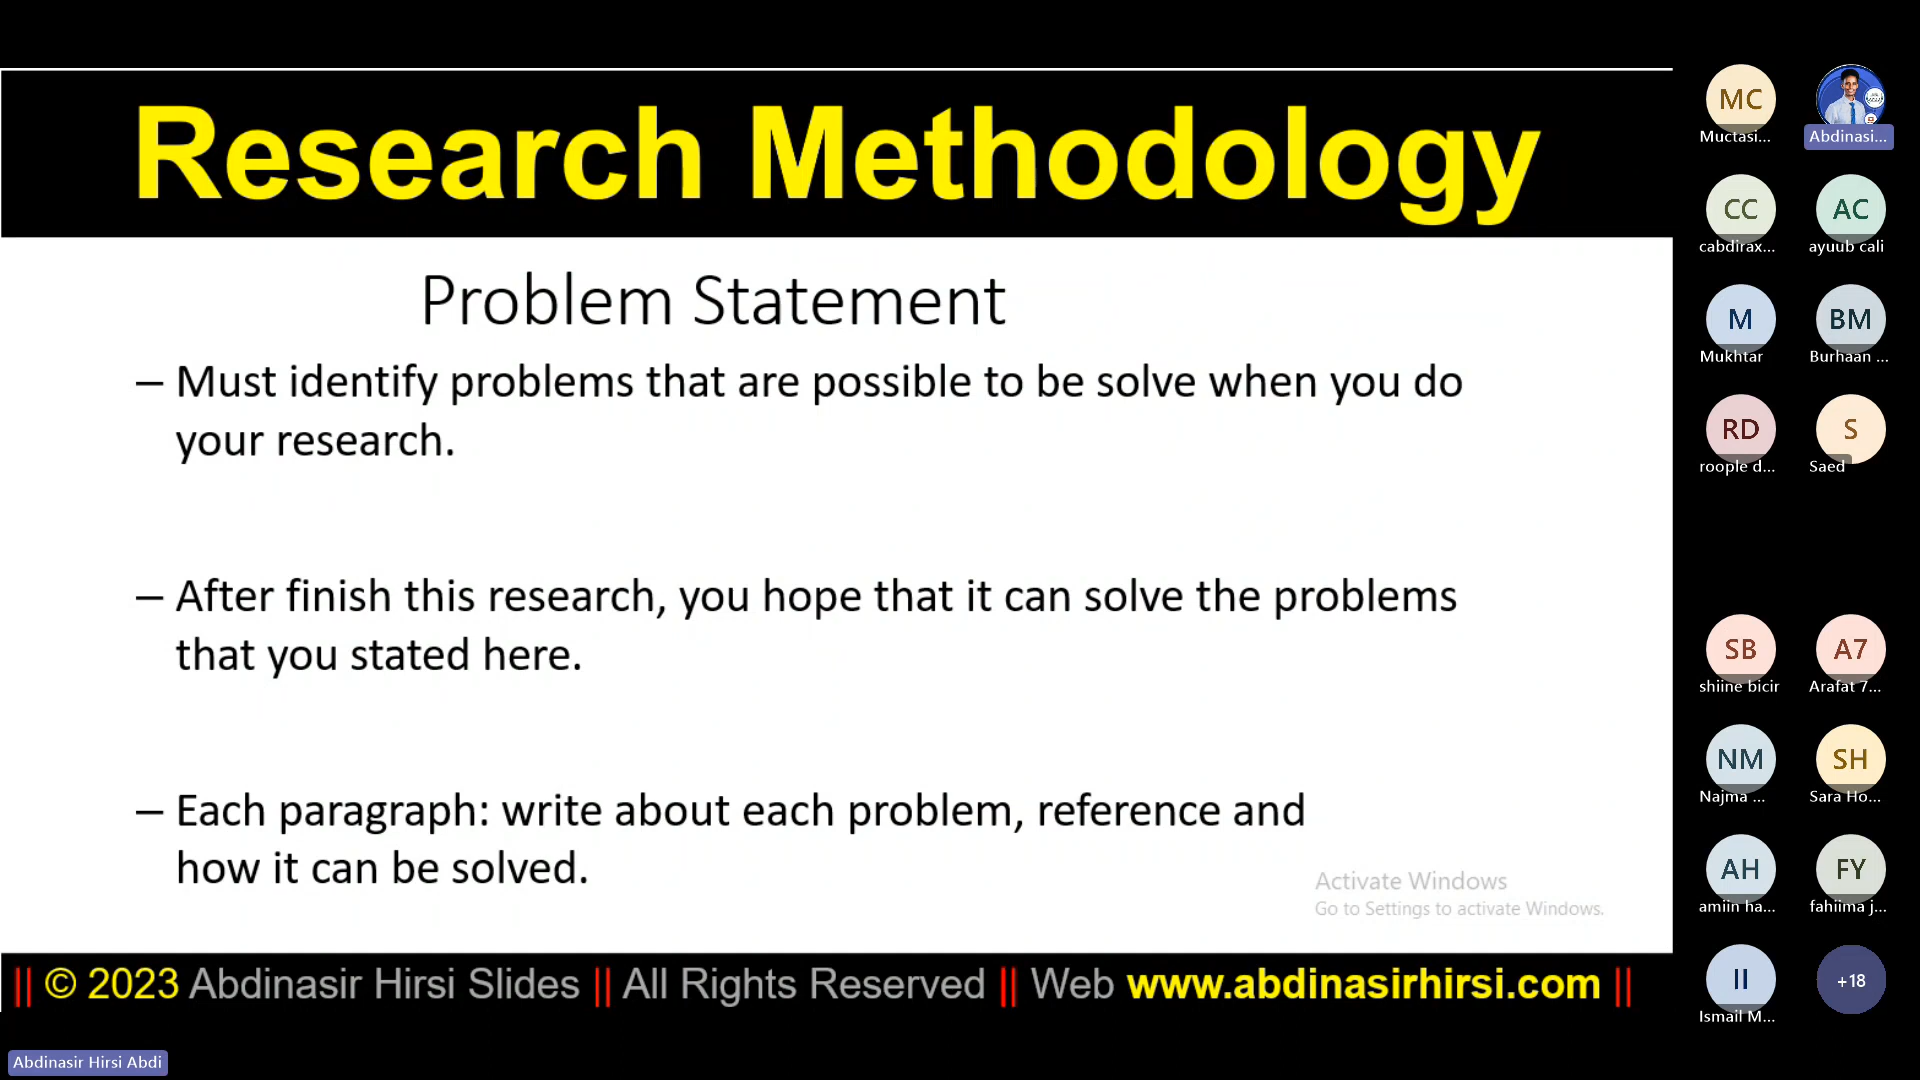 Research Methodology
Problem Statement
– Must identify problems that are possible to be solve when you do
your research.
– After finish this research, you hope that it can solve the problems
that you stated here.
– Each paragraph: write about each problem, reference and
how it can be solved.
Activate Windows
Go to Settings to activate Windows.
|| © 2023 Abdinasir Hirsi Slides || All Rights Reserved || Web www.abdinasirhirsi.com ||
Abdinasir Hirsi Abdi
MC
Muctasi...
Abdinasi...
CC
cabdirax...
AC
ayuub cali
M
Mukhtar
BM
Burhaan ...
RD
roople d...
S
Saed
SB
shiine bicir
A7
Arafat 7...
NM
Najma ...
SH
Sara Ho...
AH
amiin ha...
FY
fahiima j...
II
Ismail M...
+18